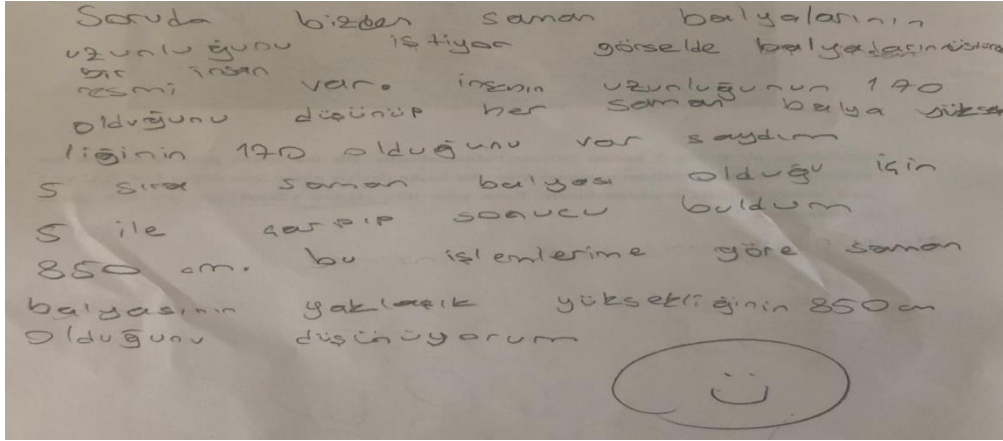 Soruda bizden saman balyalarının
uzunluğunu iştiyor görselde balyaların üstünde
bir insan
resmi var. insanın uzunluğunun 170
olduğunu düşünüp her saman balya yüksek
liğinin 170 olduğunu var saydım
5 sıra saman balyası olduğu için
5 ile çarpıp sonucu buldum
850 cm. bu işlemlerime göre saman
balyasının yaklaşık yüksekliğinin 850 cm
olduğunu düşünüyorum